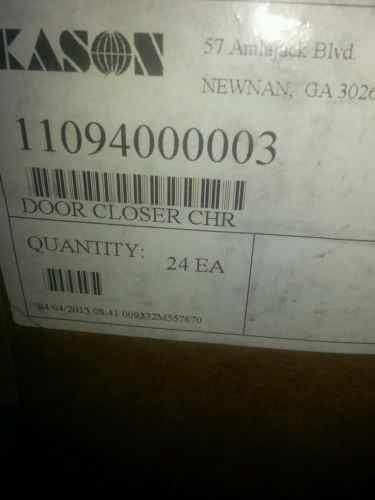 KASON
57 Amlajack Blvd.
NEWNAN, GA 3026
11094000003
DOOR CLOSER CHR
QUANTITY:
24 EA
04/04/2013 08:41 009332M557670